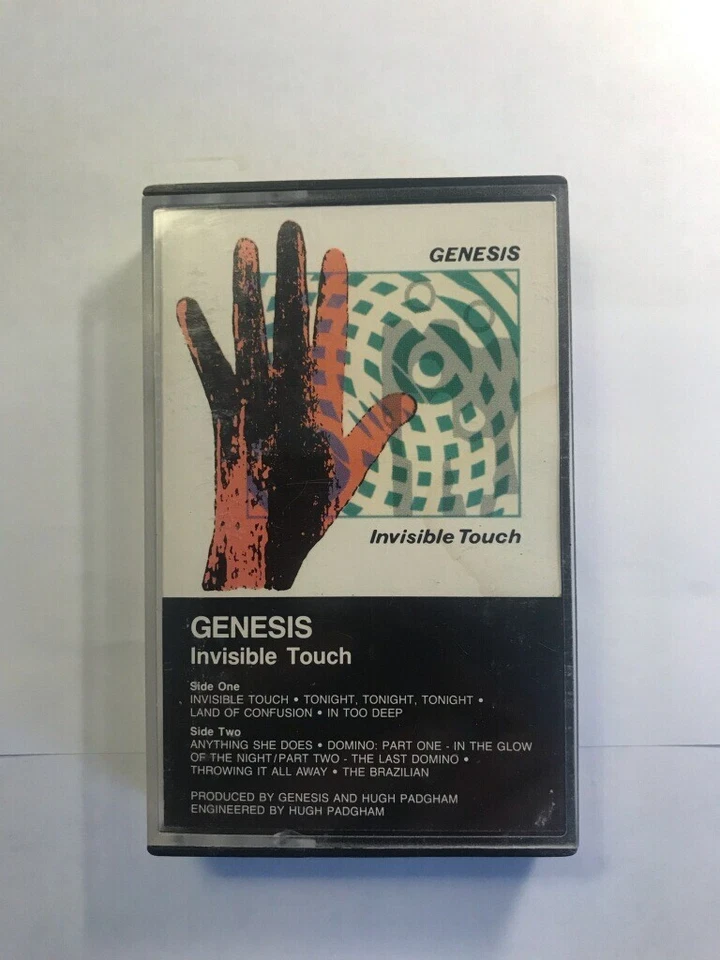 GENESIS
Invisible Touch
GENESIS
Invisible Touch
Side One
INVISIBLE TOUCH • TONIGHT, TONIGHT, TONIGHT •
LAND OF CONFUSION • IN TOO DEEP
Side Two
ANYTHING SHE DOES • DOMINO: PART ONE - IN THE GLOW
OF THE NIGHT/PART TWO - THE LAST DOMINO •
THROWING IT ALL AWAY • THE BRAZILIAN
PRODUCED BY GENESIS AND HUGH PADGHAM
ENGINEERED BY HUGH PADGHAM